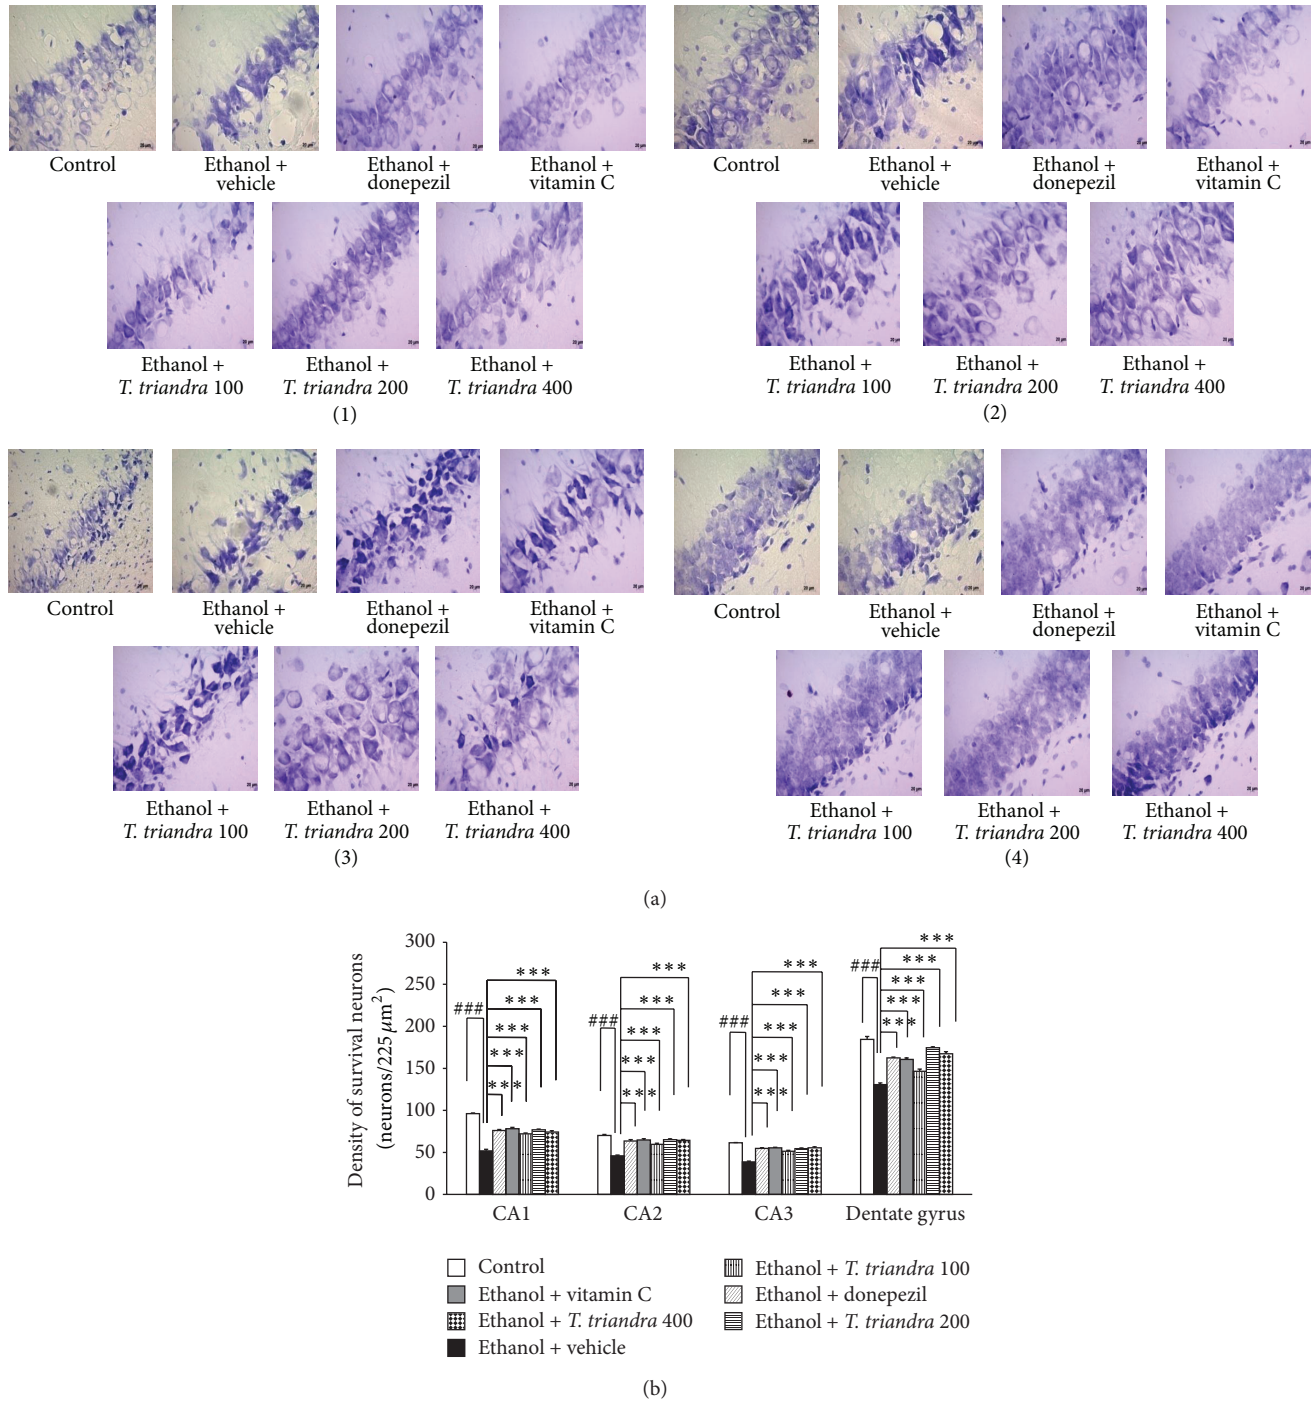 Control
Ethanol +
vehicle
Ethanol +
donepezil
Ethanol +
vitamin C
Ethanol +
T. triandra 100
Ethanol +
T. triandra 200
Ethanol +
T. triandra 400
(1)
Control
Ethanol +
vehicle
Ethanol +
donepezil
Ethanol +
vitamin C
Ethanol +
T. triandra 100
Ethanol +
T. triandra 200
Ethanol +
T. triandra 400
(2)
Control
Ethanol +
vehicle
Ethanol +
donepezil
Ethanol +
vitamin C
Ethanol +
T. triandra 100
Ethanol +
T. triandra 200
Ethanol +
T. triandra 400
(3)
Control
Ethanol +
vehicle
Ethanol +
donepezil
Ethanol +
vitamin C
Ethanol +
T. triandra 100
Ethanol +
T. triandra 200
Ethanol +
T. triandra 400
(4)
(a)
Density of survival neurons
(neurons/225 μm²)
300
250
200
150
100
50
0
###
***
***
***
***
***
###
***
***
***
***
***
###
***
***
***
***
***
###
***
***
***
***
***
CA1
CA2
CA3
Dentate gyrus
Control
Ethanol + vitamin C
Ethanol + T. triandra 400
Ethanol + vehicle
Ethanol + T. triandra 100
Ethanol + donepezil
Ethanol + T. triandra 200
(b)